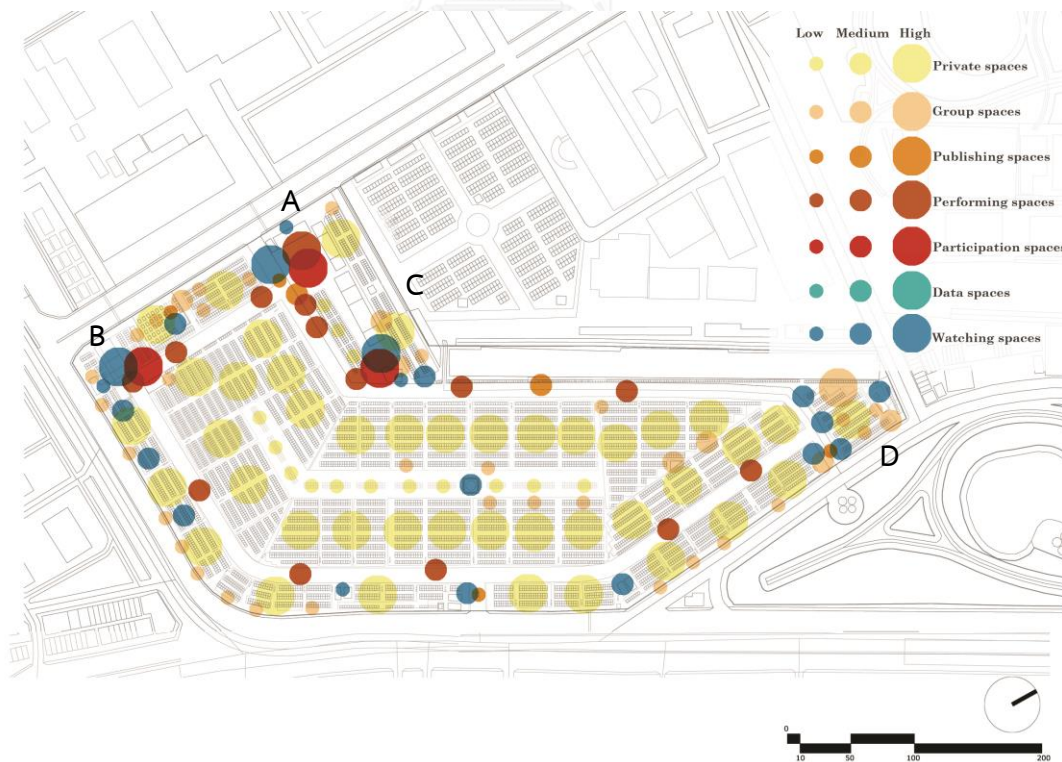 Low Medium High
Private spaces
Group spaces
Publishing spaces
Performing spaces
Participation spaces
Data spaces
Watching spaces
A
C
B
D
0
10 50 100 200